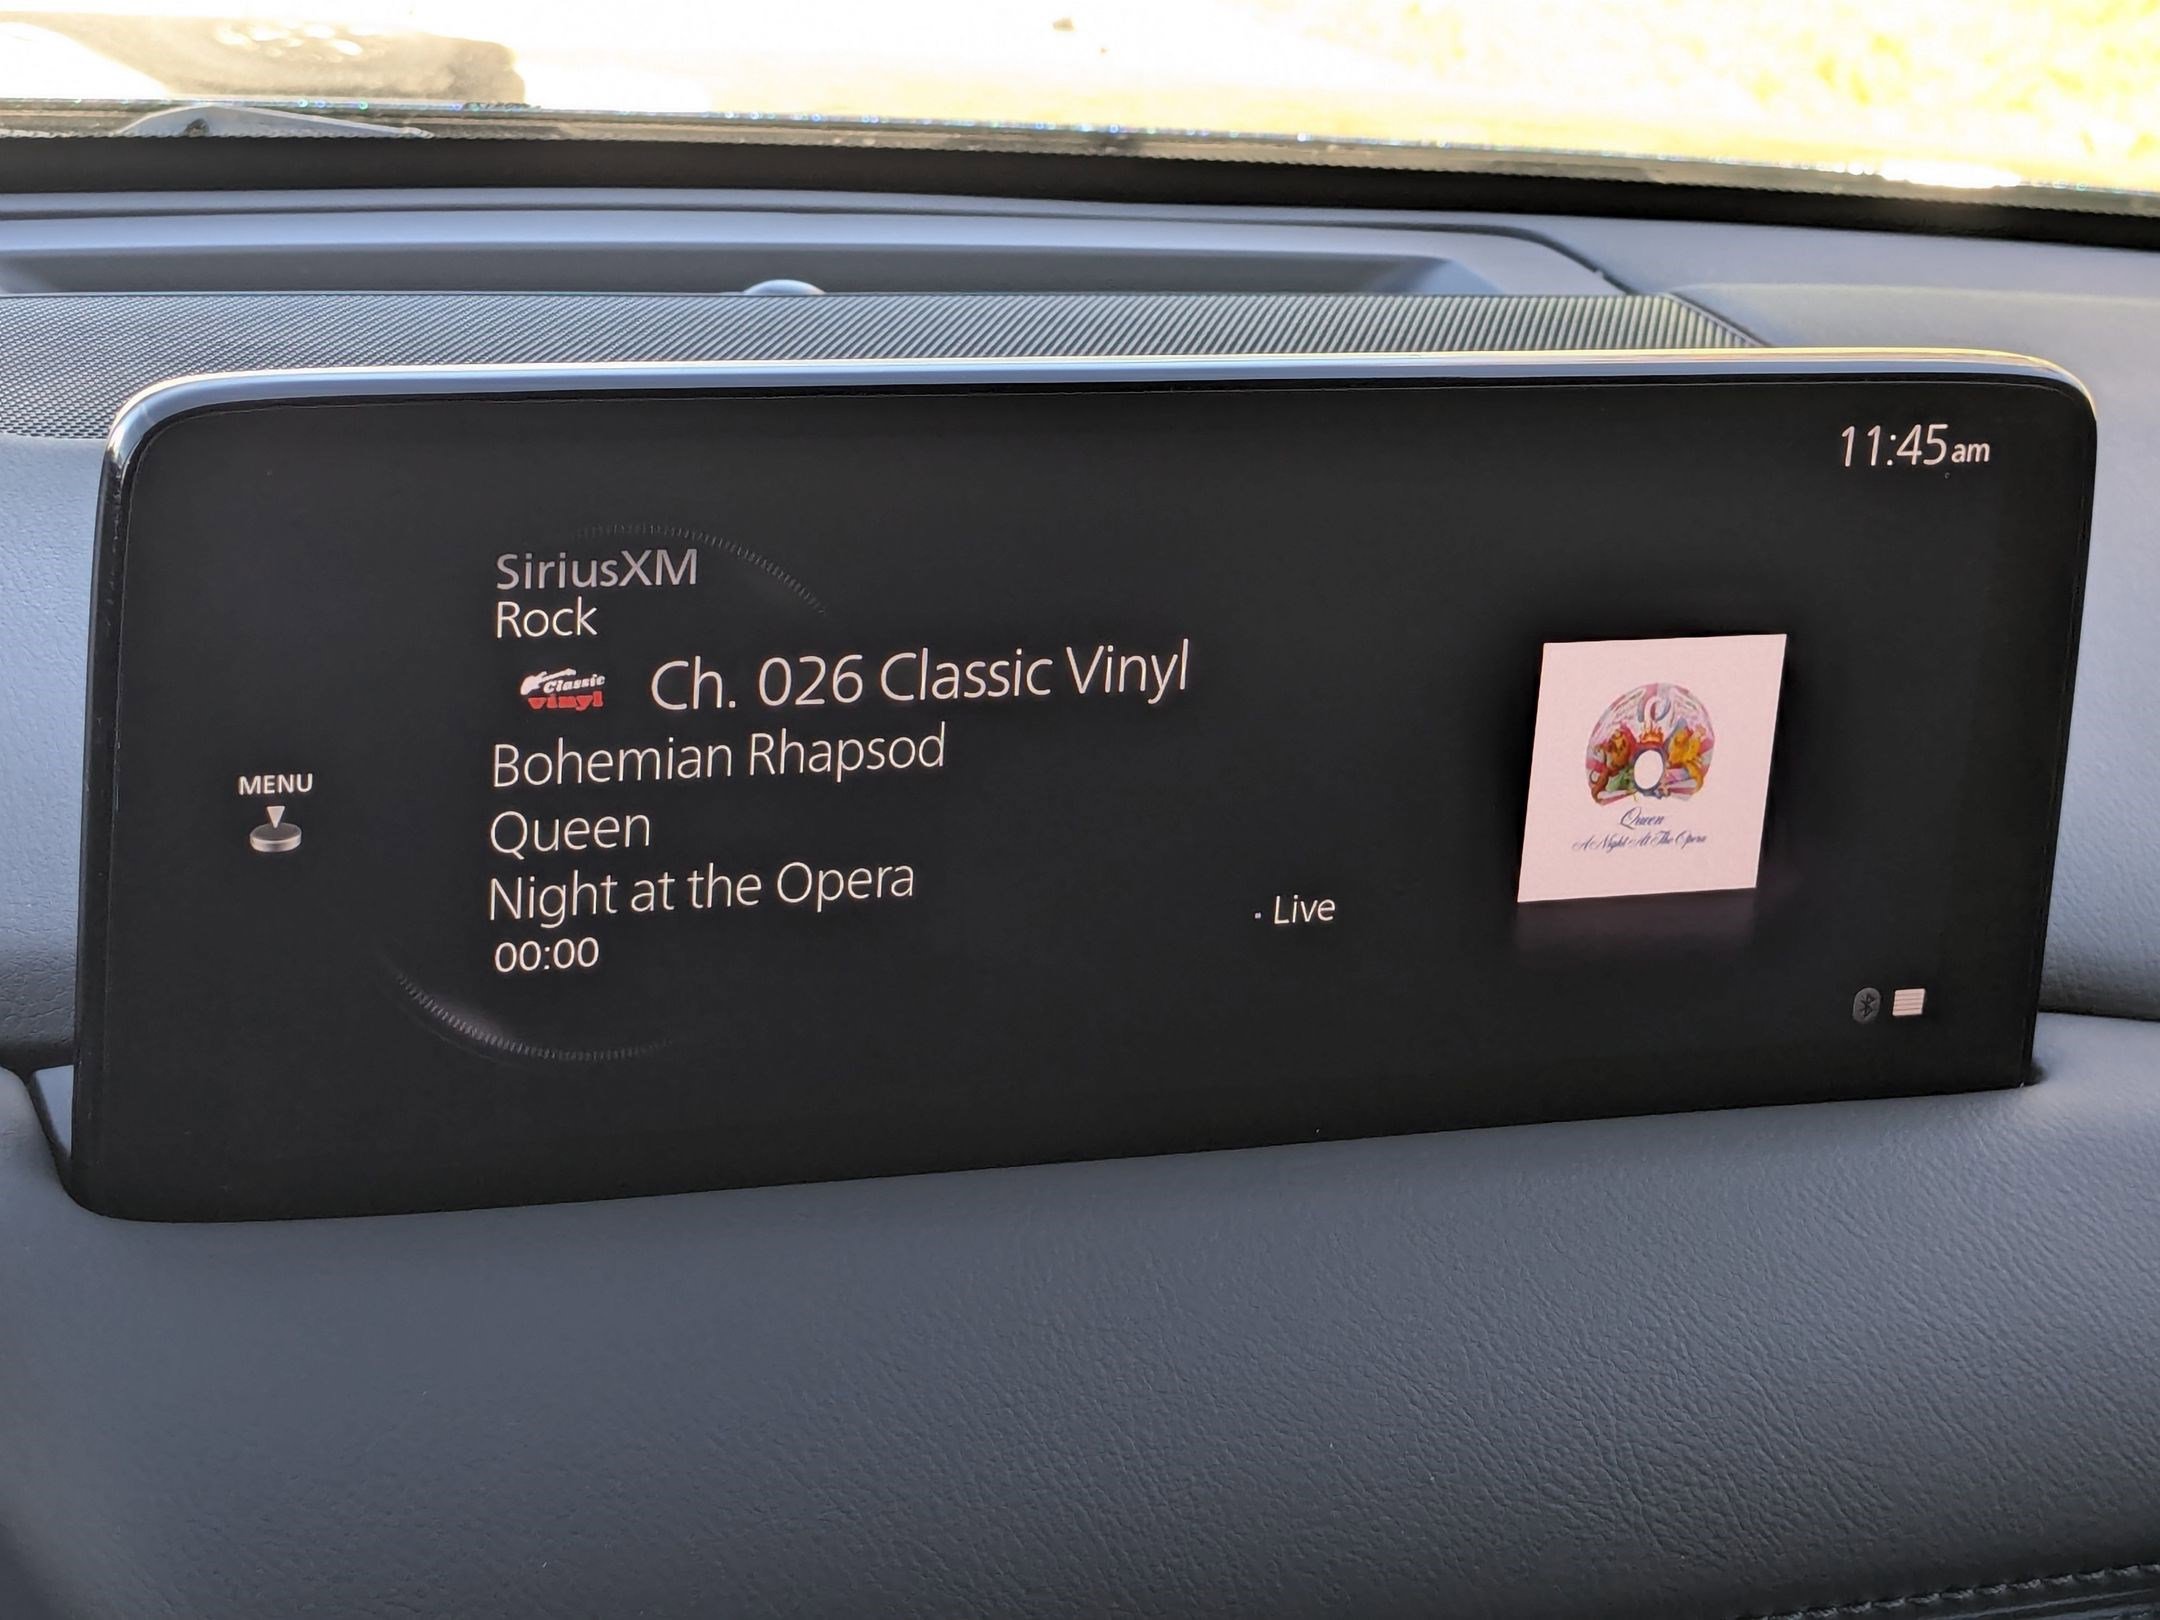 11:45am
SiriusXM
Rock
Classic
vinyl
Ch. 026 Classic Vinyl
MENU
Bohemian Rhapsod
Queen
Night at the Opera
00:00
Live
Queen
A Night At The Opera